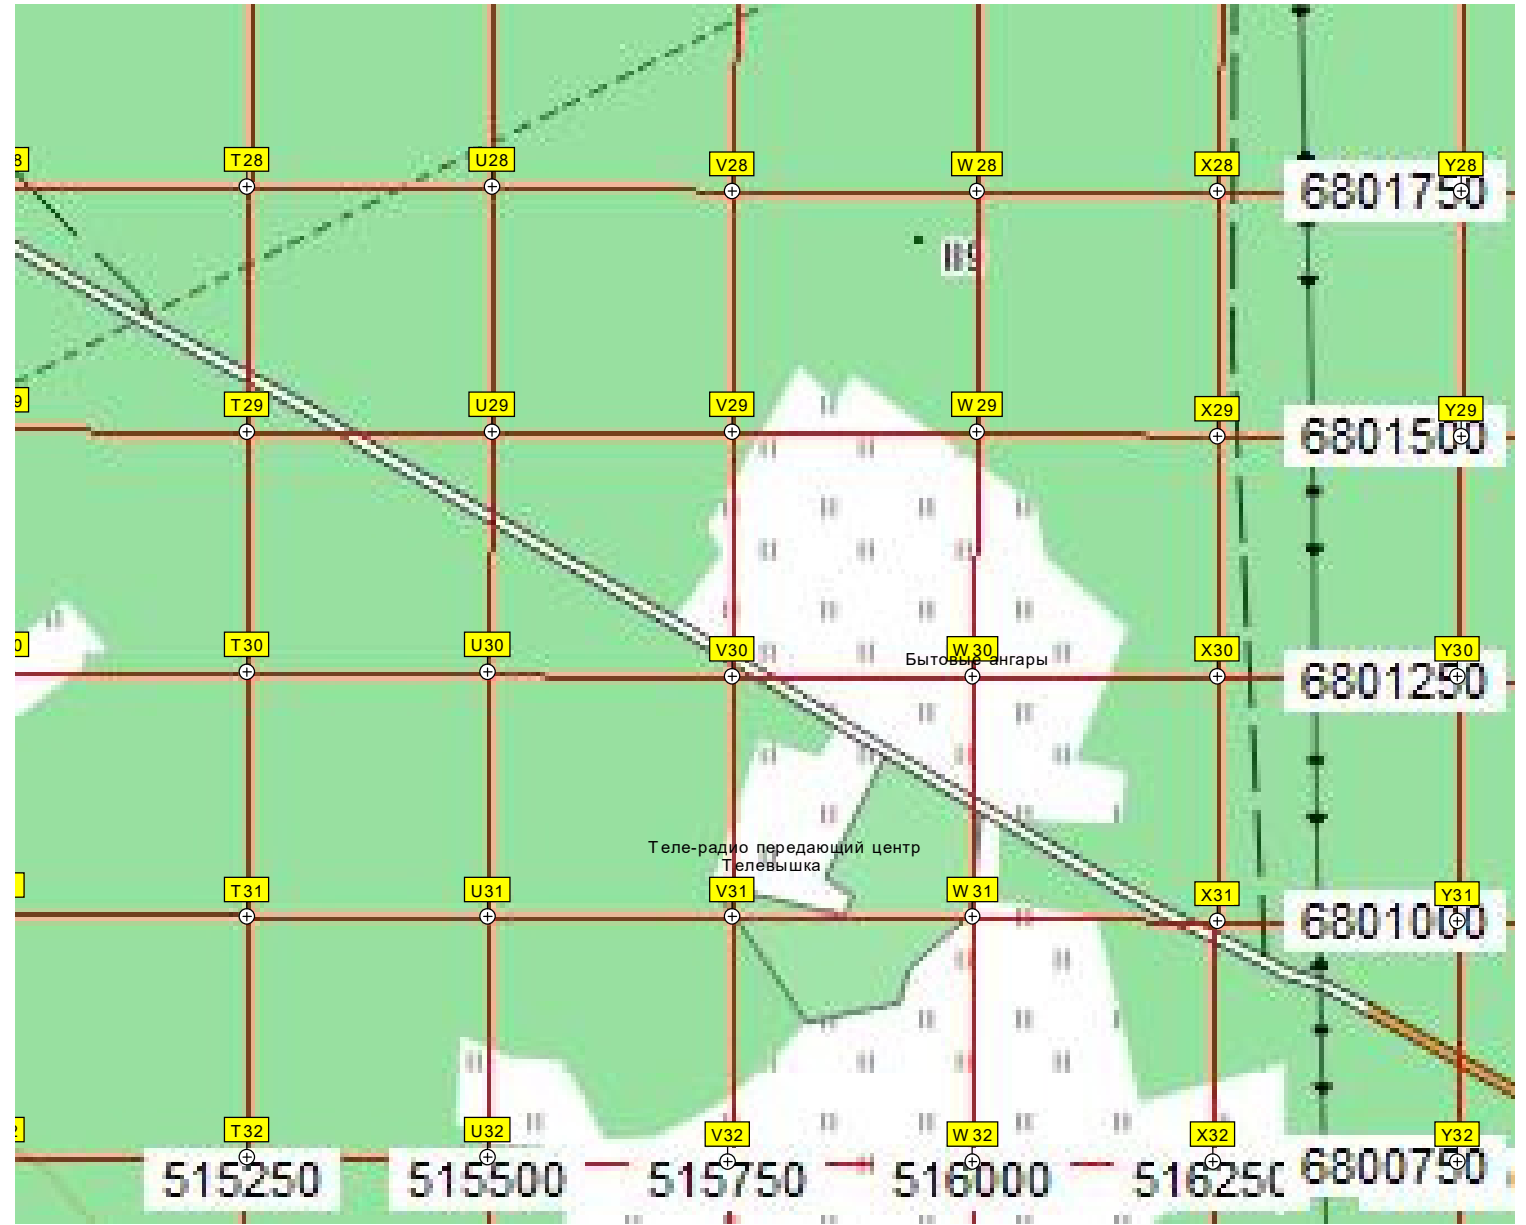 T28 U28 V28 W28 X28 Y28
6801750
T29 U29 V29 W29 X29 Y29
6801500
T30 U30 V30 W30 X30 Y30
Бытовые ангары
6801250
Теле-радио передающий центр
Телевышка
T31 U31 V31 W31 X31 Y31
6801000
T32 U32 V32 W32 X32 Y32
515250 515500 515750 516000 516250 6800750